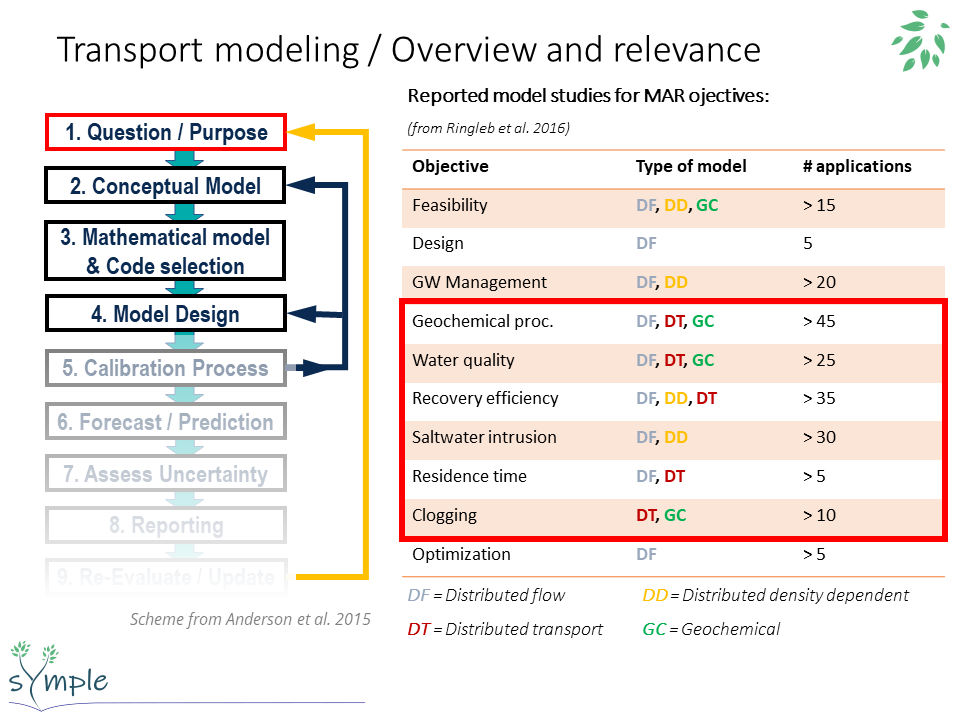 Transport modeling / Overview and relevance
Reported model studies for MAR ojectives:
(from Ringleb et al. 2016)
1. Question / Purpose
2. Conceptual Model
3. Mathematical model
& Code selection
4. Model Design
5. Calibration Process
6. Forecast / Prediction
7. Assess Uncertainty
8. Reporting
9. Re-Evaluate / Update
Scheme from Anderson et al. 2015
Objective Type of model # applications
Feasibility DF, DD, GC > 15
Design DF 5
GW Management DF, DD > 20
Geochemical proc. DF, DT, GC > 45
Water quality DF, DT, GC > 25
Recovery efficiency DF, DD, DT > 35
Saltwater intrusion DF, DD > 30
Residence time DF, DT > 5
Clogging DT, GC > 10
Optimization DF > 5
DF = Distributed flow DD = Distributed density dependent
DT = Distributed transport GC = Geochemical
sYmple